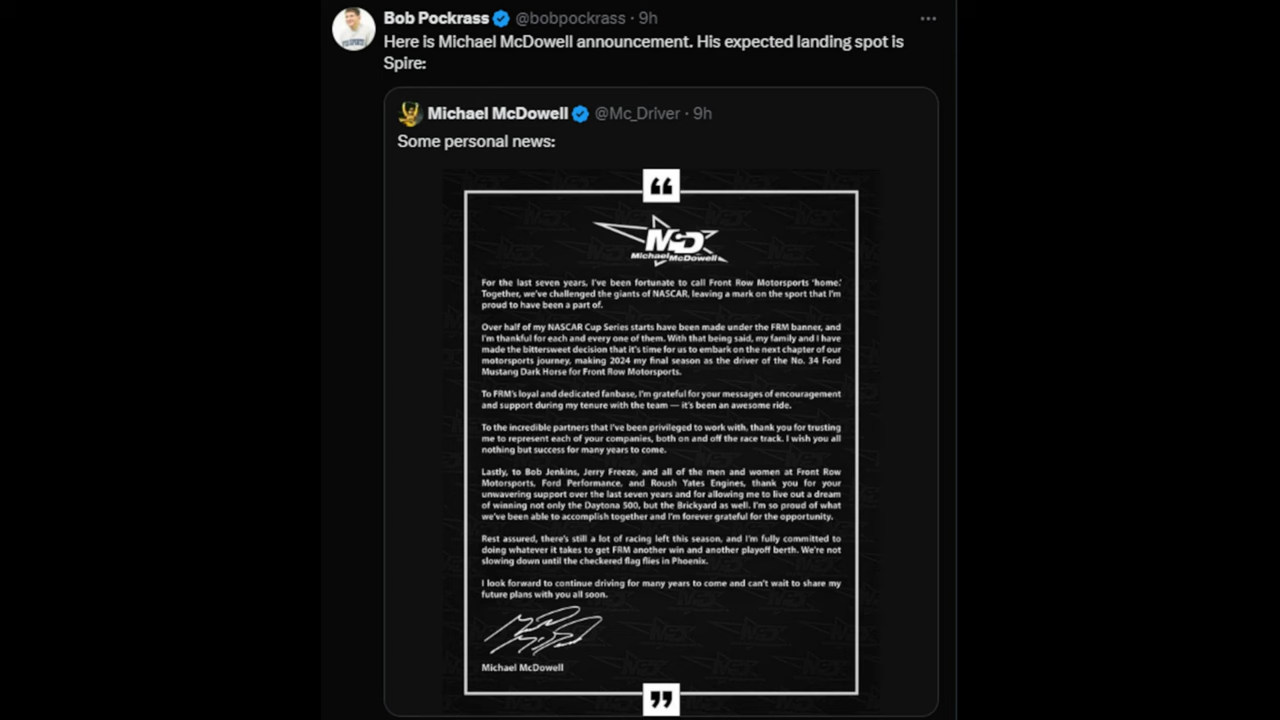 Bob Pockrass @bobpockrass · 9h
Here is Michael McDowell announcement. His expected landing spot is
Spire:
Michael McDowell @Mc_Driver · 9h
Some personal news:
“
Michael McDowell
For the last seven years, I've been fortunate to call Front Row Motorsports 'home.'
Together, we've challenged the giants of NASCAR, leaving a mark on the sport that I'm
proud to have been a part of.
Over half of my NASCAR Cup Series starts have been made under the FRM banner, and
I'm thankful for each and every one of them. With that being said, my family and I have
made the bittersweet decision that it's time for us to embark on the next chapter of our
motorsports journey, making 2024 my final season as the driver of the No. 34 Ford
Mustang Dark Horse for Front Row Motorsports.
To FRM's loyal and dedicated fanbase, I'm grateful for your messages of encouragement
and support during my tenure with the team — it's been an awesome ride.
To the incredible partners that I've been privileged to work with, thank you for trusting
me to represent each of your companies, both on and off the race track. I wish you all
nothing but success for many years to come.
Lastly, to Bob Jenkins, Jerry Freeze, and all of the men and women at Front Row
Motorsports, Ford Performance, and Roush Yates Engines, thank you for your
unwavering support over the last seven years and for allowing me to live out a dream
of winning not only the Daytona 500, but the Brickyard as well. I'm so proud of what
we've been able to accomplish together and I'm forever grateful for the opportunity.
Rest assured, there's still a lot of racing left this season, and I'm fully committed to
doing whatever it takes to get FRM another win and another playoff berth. We're not
slowing down until the checkered flag flies in Phoenix.
I look forward to continue driving for many years to come and can't wait to share my
future plans with you all soon.
Michael McDowell
”